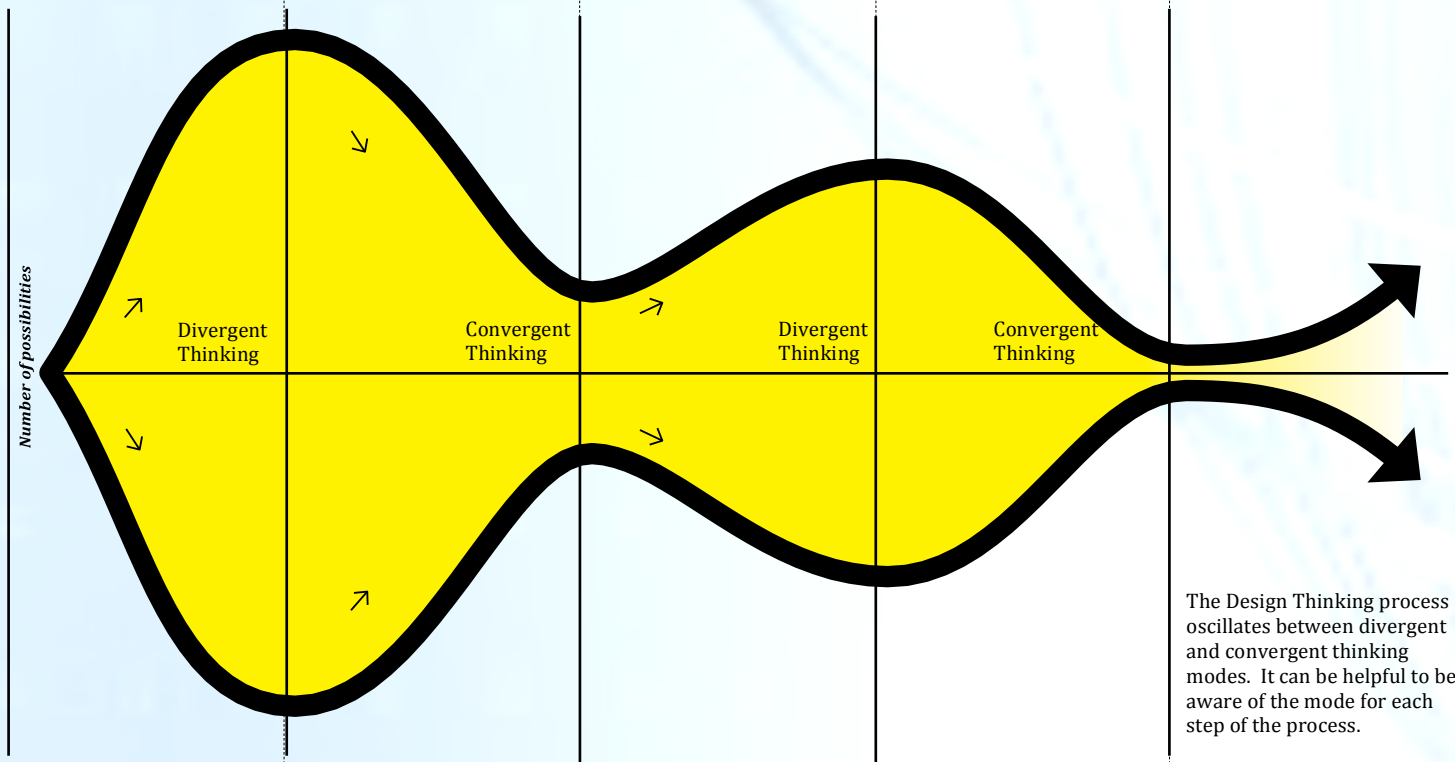 Number of possibilities
Divergent
Thinking
Convergent
Thinking
Divergent
Thinking
Convergent
Thinking
The Design Thinking process
oscillates between divergent
and convergent thinking
modes.  It can be helpful to be
aware of the mode for each
step of the process.